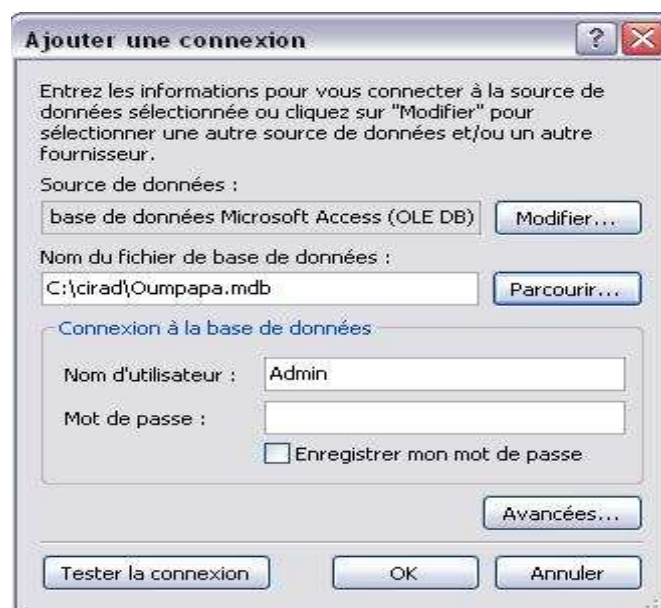 Ajouter une connexion
?
Entrez les informations pour vous connecter à la source de
données sélectionnée ou cliquez sur "Modifier" pour
sélectionner une autre source de données et/ou un autre
fournisseur.
Source de données :
base de données Microsoft Access (OLE DB)
Modifier...
Nom du fichier de base de données :
C:\cirad\Oumpapa.mdb
Parcourir...
Connexion à la base de données
Nom d'utilisateur :
Admin
Mot de passe :
Enregistrer mon mot de passe
Avancées...
Tester la connexion
OK
Annuler